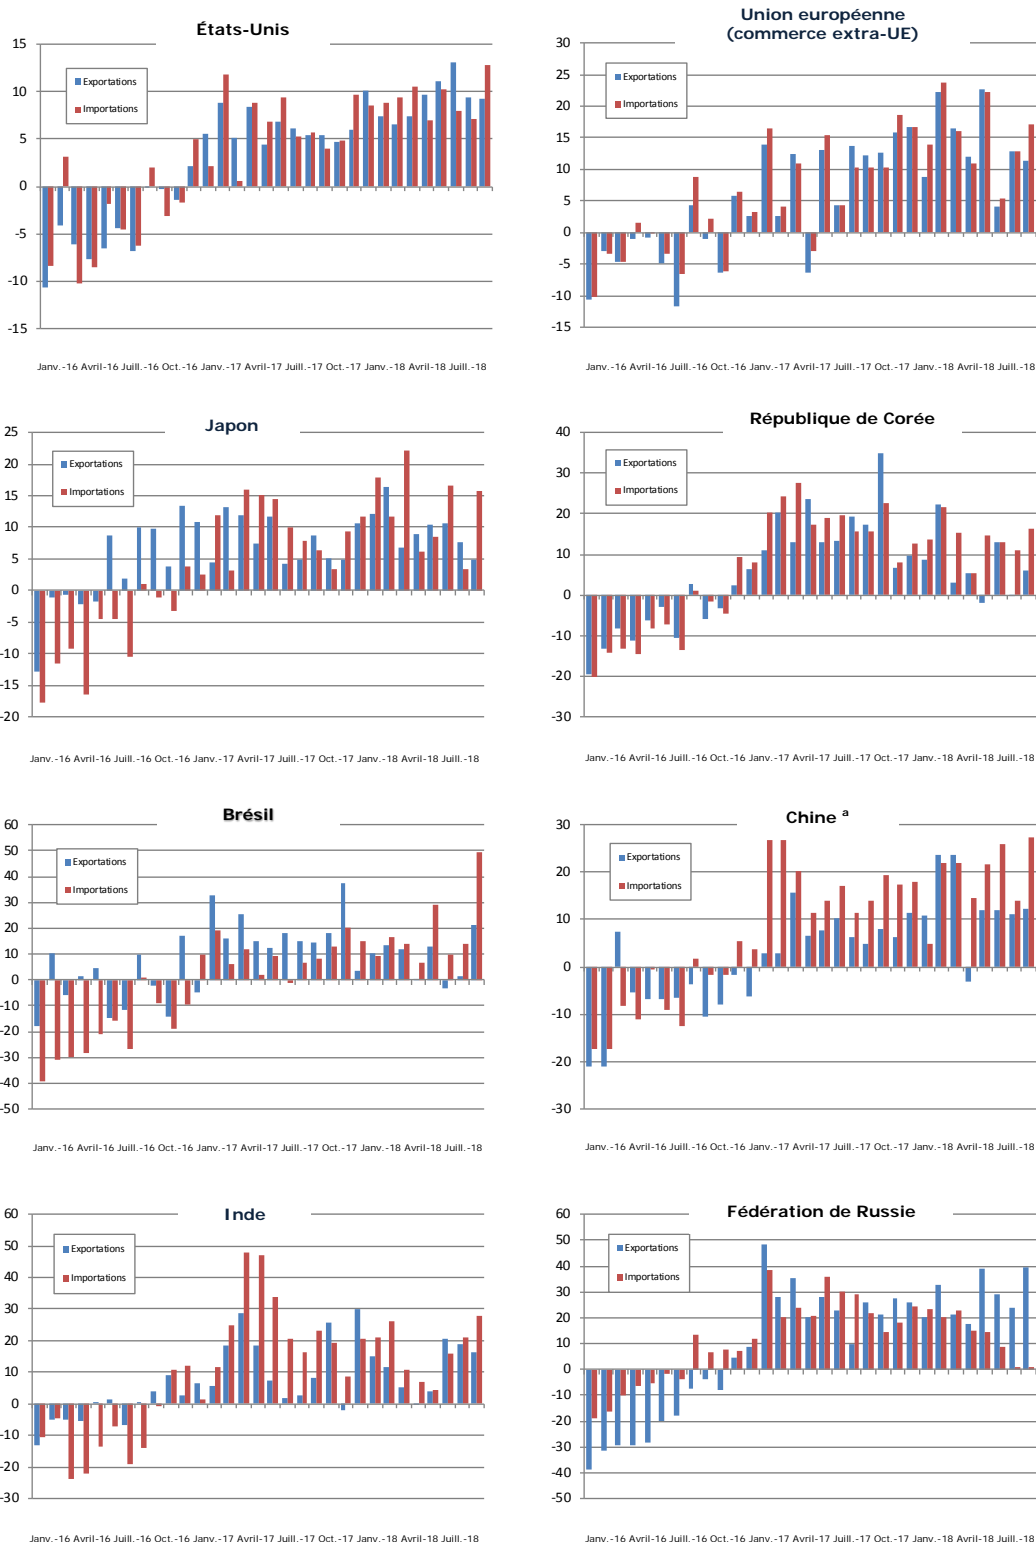 États-Unis
15
10
5
0
-5
-10
-15
Exportations
Importations
Janv.-16 Avril-16 Juill.-16 Oct.-16 Janv.-17 Avril-17 Juill.-17 Oct.-17 Janv.-18 Avril-18 Juill.-18
Union européenne
(commerce extra-UE)
30
25
20
15
10
5
0
-5
-10
-15
Exportations
Importations
Janv.-16 Avril-16 Juill.-16 Oct.-16 Janv.-17 Avril-17 Juill.-17 Oct.-17 Janv.-18 Avril-18 Juill.-18
Japon
25
20
15
10
5
0
-5
-10
-15
-20
Exportations
Importations
Janv.-16 Avril-16 Juill.-16 Oct.-16 Janv.-17 Avril-17 Juill.-17 Oct.-17 Janv.-18 Avril-18 Juill.-18
République de Corée
40
30
20
10
0
-10
-20
-30
Exportations
Importations
Janv.-16 Avril-16 Juill.-16 Oct.-16 Janv.-17 Avril-17 Juill.-17 Oct.-17 Janv.-18 Avril-18 Juill.-18
Brésil
60
50
40
30
20
10
0
-10
-20
-30
-40
-50
Exportations
Importations
Janv.-16 Avril-16 Juill.-16 Oct.-16 Janv.-17 Avril-17 Juill.-17 Oct.-17 Janv.-18 Avril-18 Juill.-18
Chine ª
30
20
10
0
-10
-20
-30
Exportations
Importations
Janv.-16 Avril-16 Juill.-16 Oct.-16 Janv.-17 Avril-17 Juill.-17 Oct.-17 Janv.-18 Avril-18 Juill.-18
Inde
60
50
40
30
20
10
0
-10
-20
-30
Exportations
Importations
Janv.-16 Avril-16 Juill.-16 Oct.-16 Janv.-17 Avril-17 Juill.-17 Oct.-17 Janv.-18 Avril-18 Juill.-18
Fédération de Russie
60
50
40
30
20
10
0
-10
-20
-30
-40
-50
Exportations
Importations
Janv.-16 Avril-16 Juill.-16 Oct.-16 Janv.-17 Avril-17 Juill.-17 Oct.-17 Janv.-18 Avril-18 Juill.-18